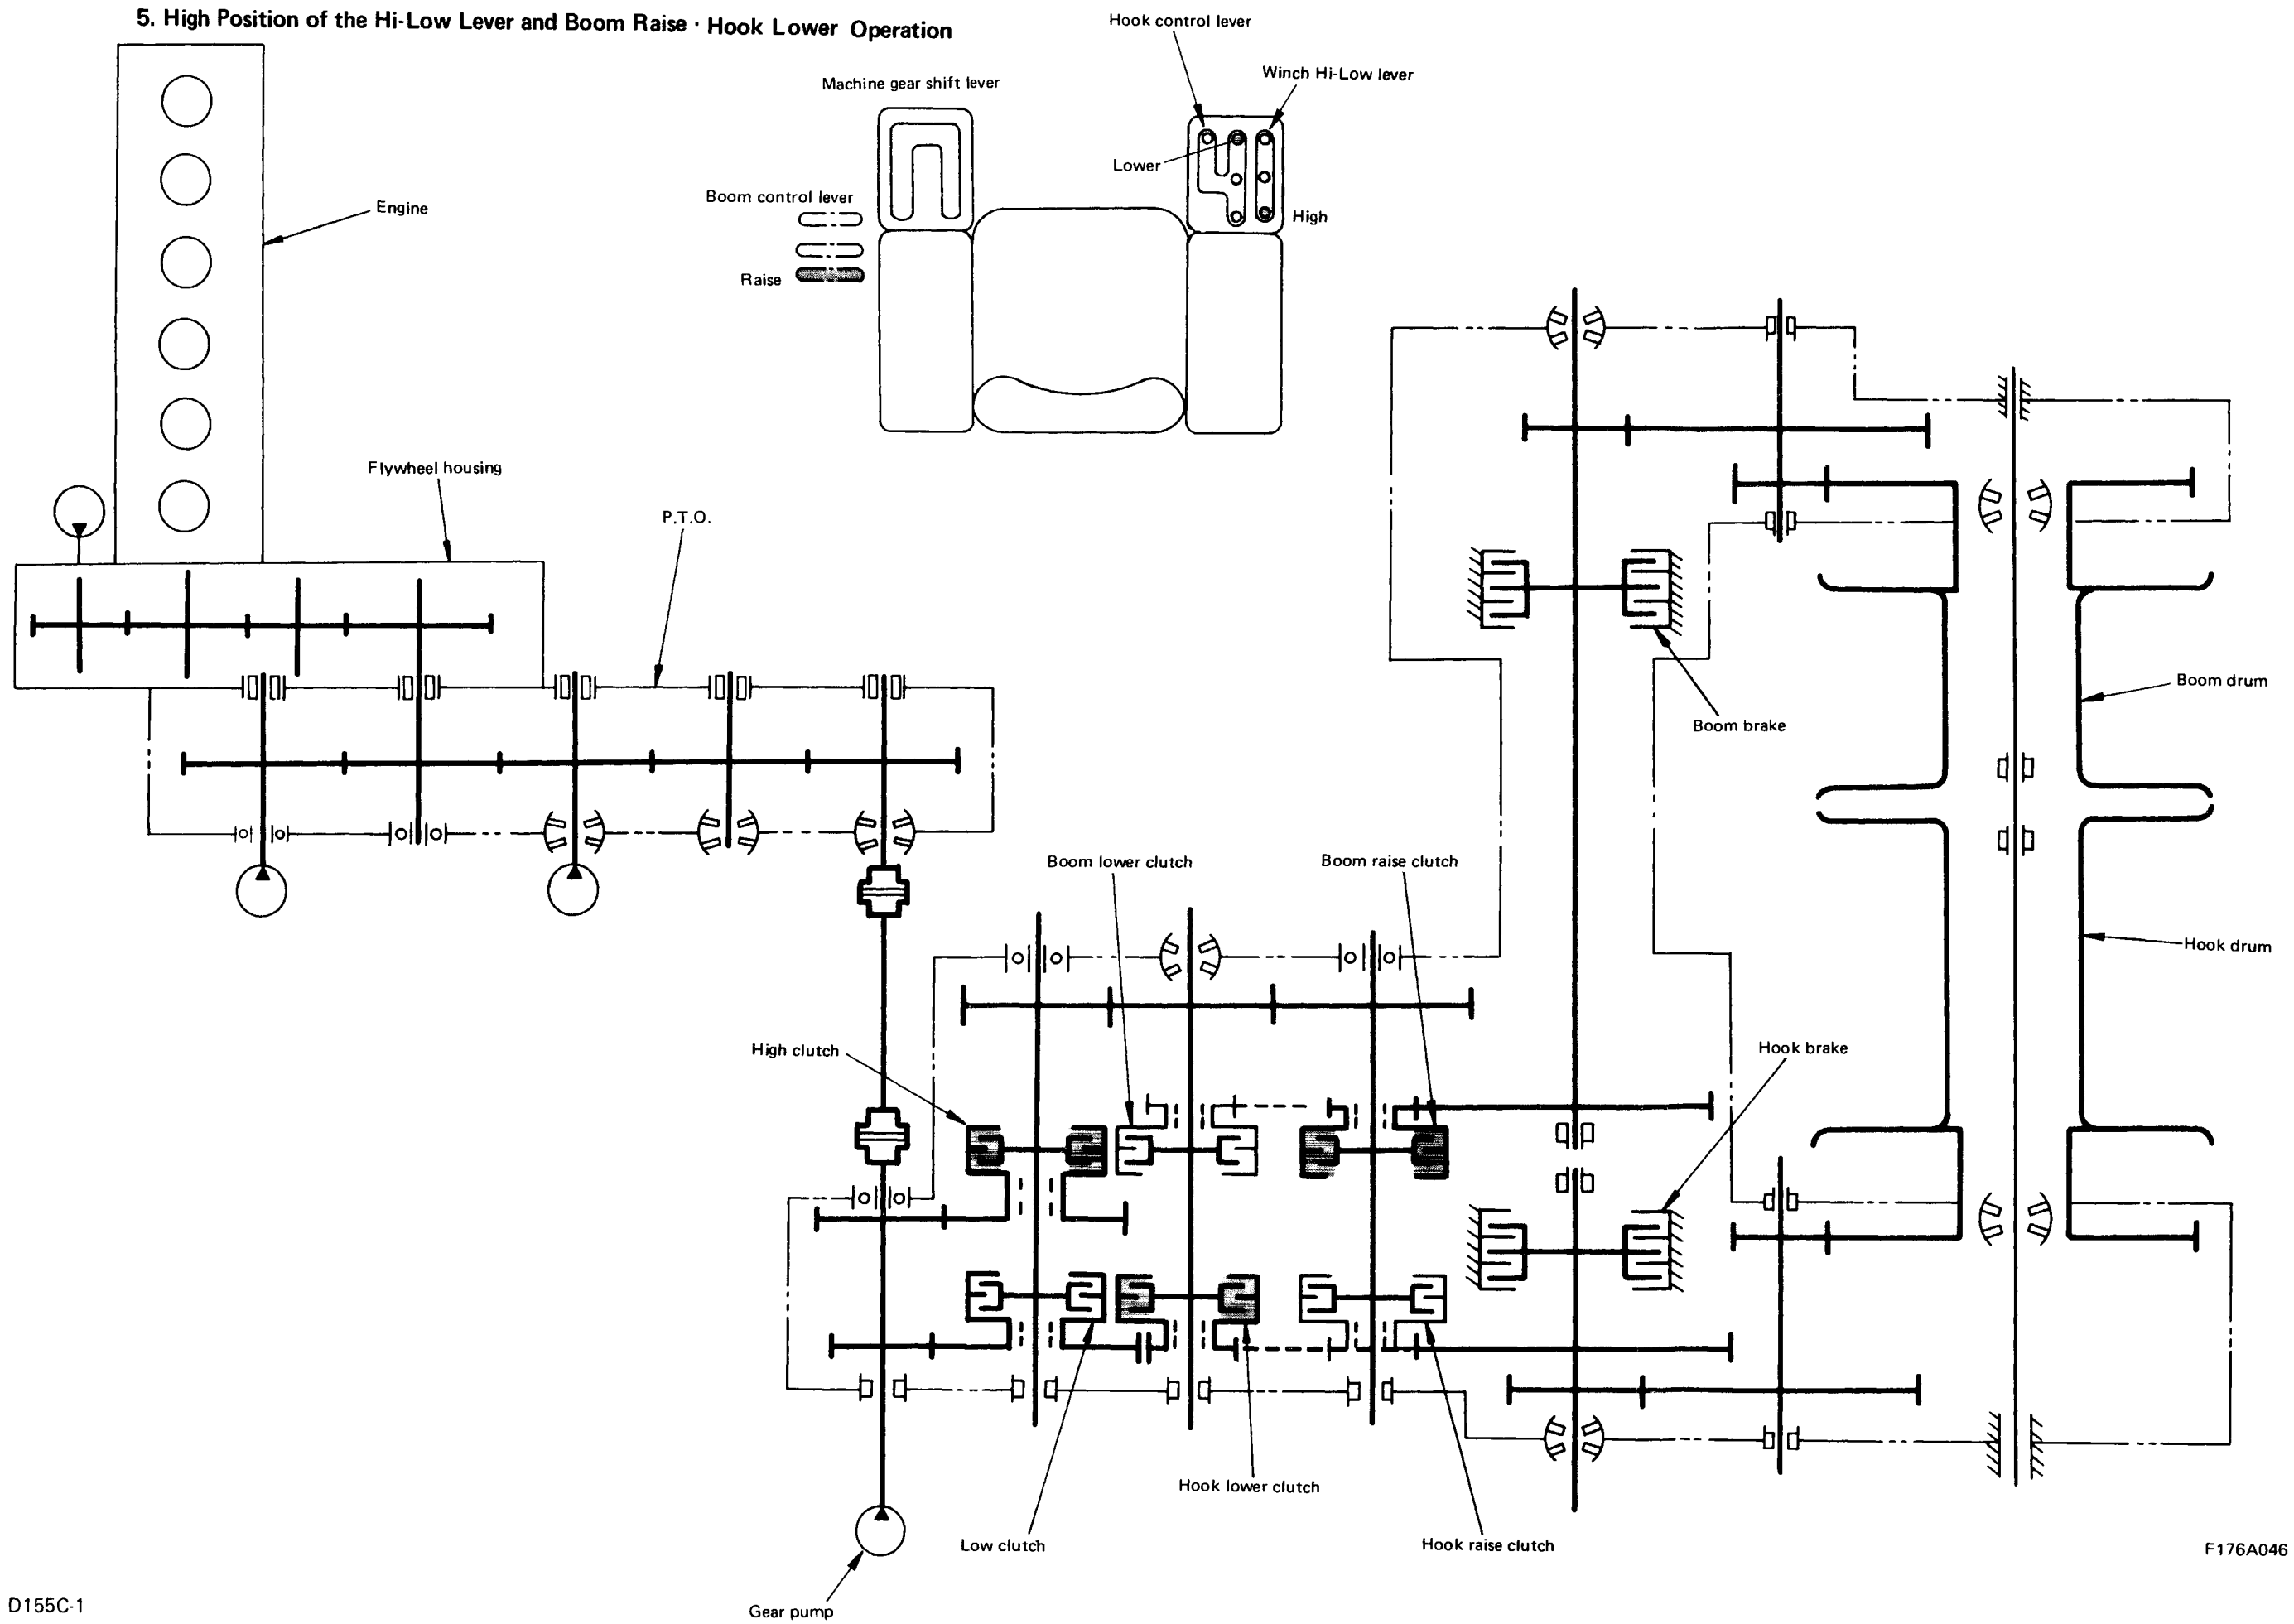 5. High Position of the Hi-Low Lever and Boom Raise · Hook Lower Operation
Hook control lever
Machine gear shift lever
Winch Hi-Low lever
Lower
Boom control lever
High
Raise
Engine
Flywheel housing
P.T.O.
Boom drum
Boom brake
Boom lower clutch
Boom raise clutch
Hook drum
High clutch
Hook brake
Hook lower clutch
Low clutch
Hook raise clutch
F176A046
D155C-1
Gear pump